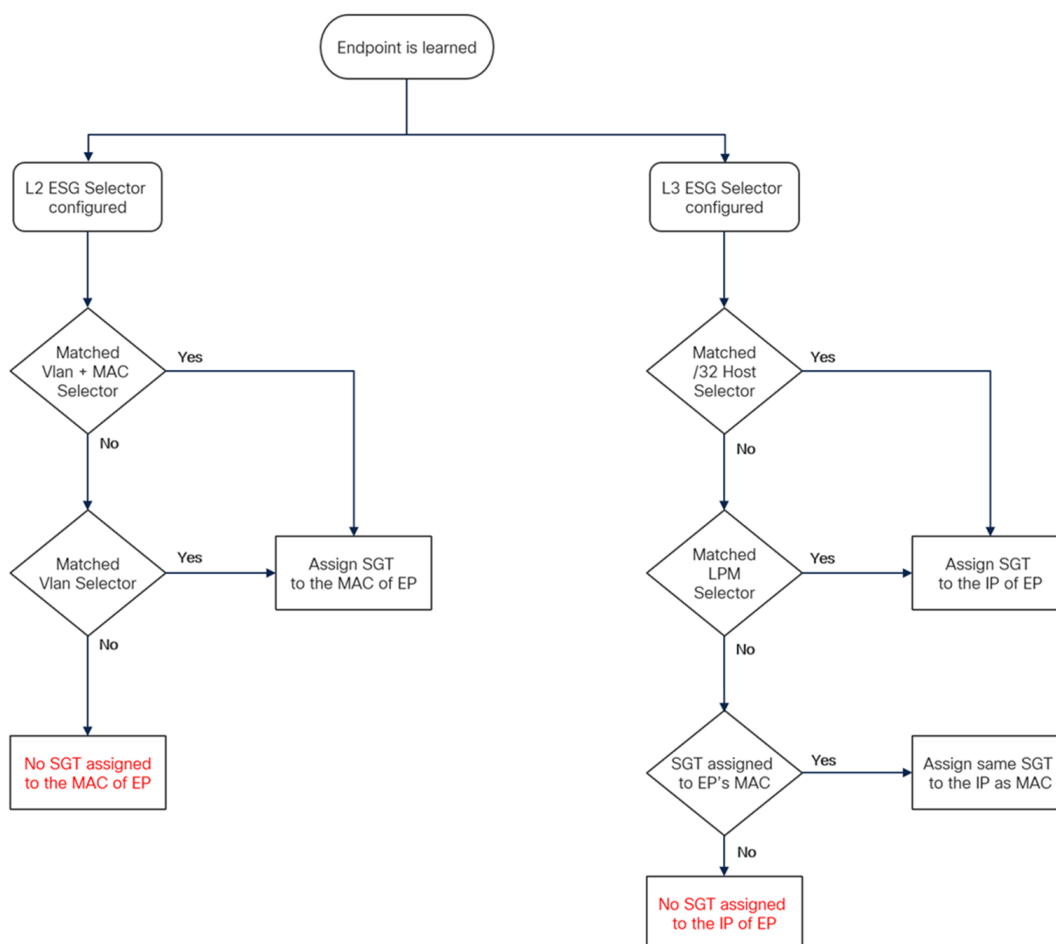 Endpoint is learned
L2 ESG Selector
configured
L3 ESG Selector
configured
Matched
Vlan + MAC
Selector
Yes
No
Matched
/32 Host
Selector
Yes
No
Matched
Vlan Selector
Yes
No
Assign SGT
to the MAC of EP
Matched
LPM
Selector
Yes
No
Assign SGT
to the IP of EP
No SGT assigned
to the MAC of EP
SGT assigned
to EP's MAC
Yes
No
Assign same SGT
to the IP as MAC
No SGT assigned
to the IP of EP